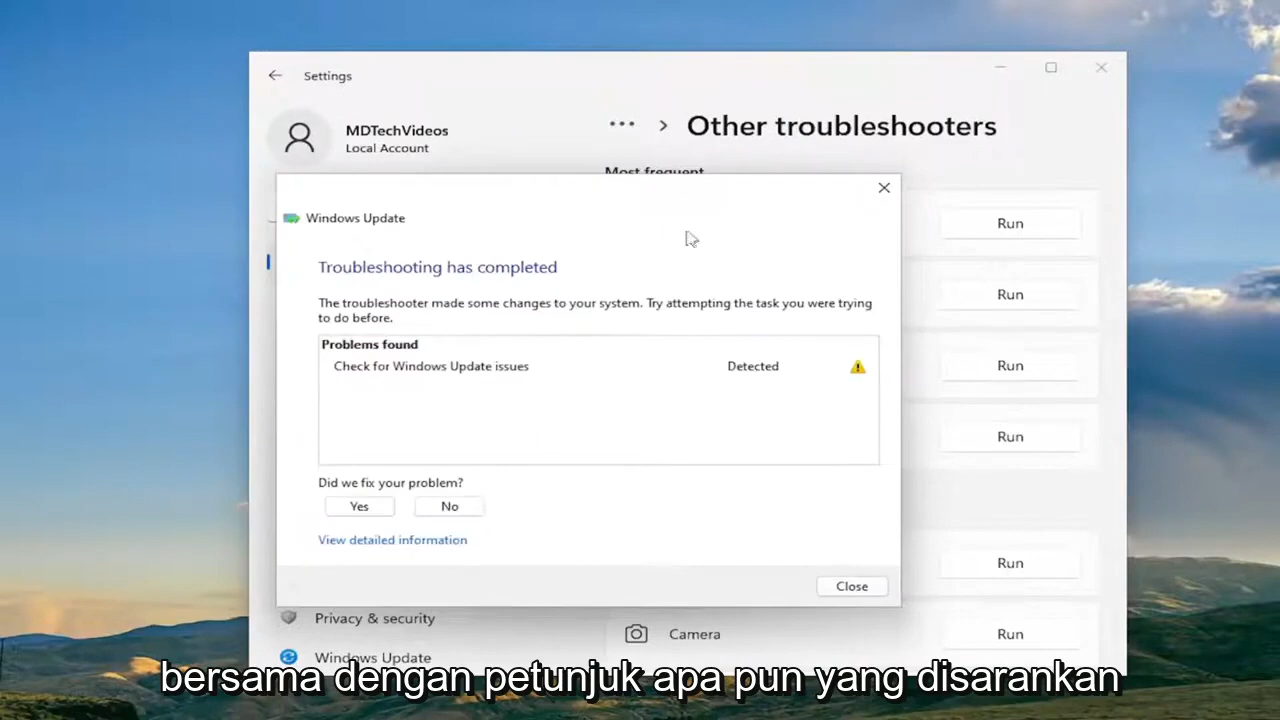 Settings
MDTechVideos
Local Account
Other troubleshooters
Most frequent
Run
Windows Update
Troubleshooting has completed
The troubleshooter made some changes to your system. Try attempting the task you were trying
to do before.
Problems found
Check for Windows Update issues Detected
Run
Run
Run
Did we fix your problem?
Yes No
View detailed information
Run
Close
Privacy & security
Camera Run
Windows Update
bersama dengan petunjuk apa pun yang disarankan